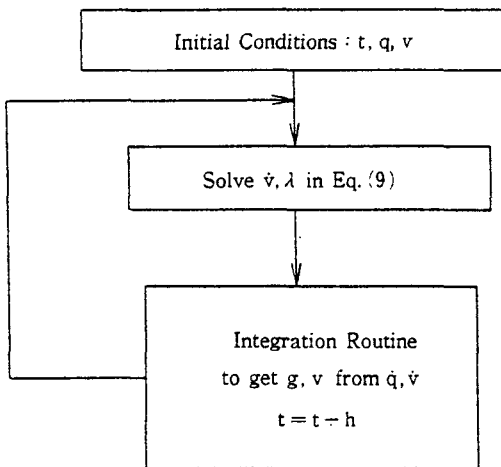 Initial Conditions : t, q, v
Solve v̇, λ in Eq. (9)
Integration Routine
to get g, v from q̇, v̇
t = t − h